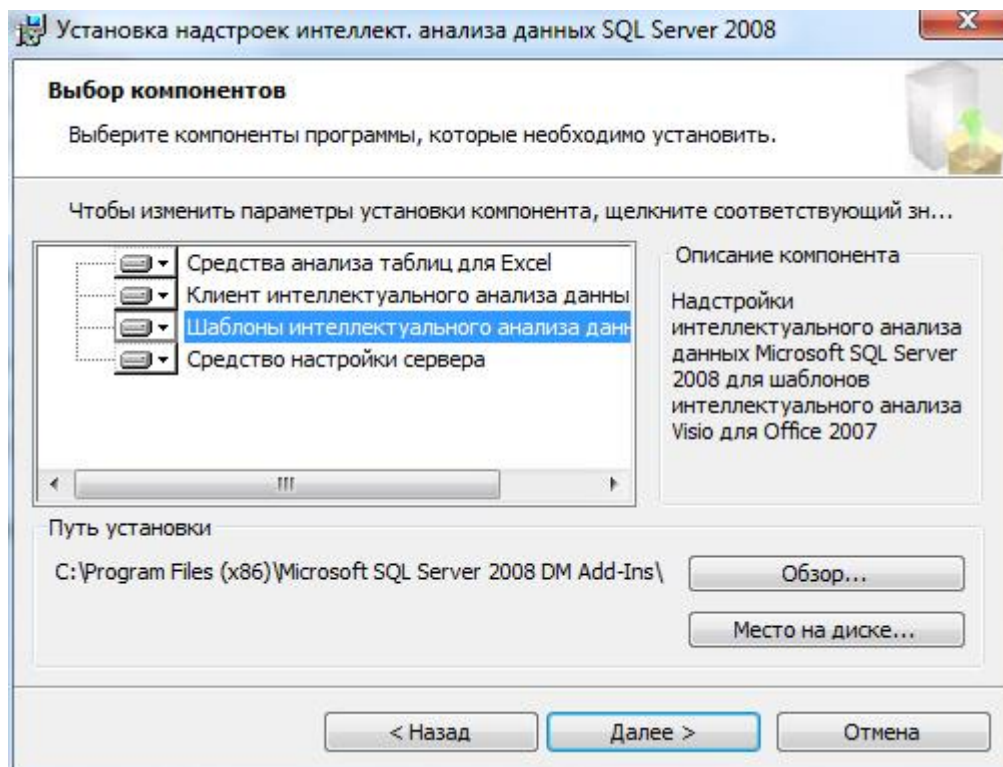 Установка надстроек интеллект. анализа данных SQL Server 2008
Выбор компонентов
Выберите компоненты программы, которые необходимо установить.
Чтобы изменить параметры установки компонента, щелкните соответствующий зн...
Средства анализа таблиц для Excel
Клиент интеллектуального анализа данны
Шаблоны интеллектуального анализа данн
Средство настройки сервера
Описание компонента
Надстройки
интеллектуального анализа
данных Microsoft SQL Server
2008 для шаблонов
интеллектуального анализа
Visio для Office 2007
Путь установки
C:\Program Files (x86)\Microsoft SQL Server 2008 DM Add-Ins\
Обзор...
Место на диске...
< Назад
Далее >
Отмена